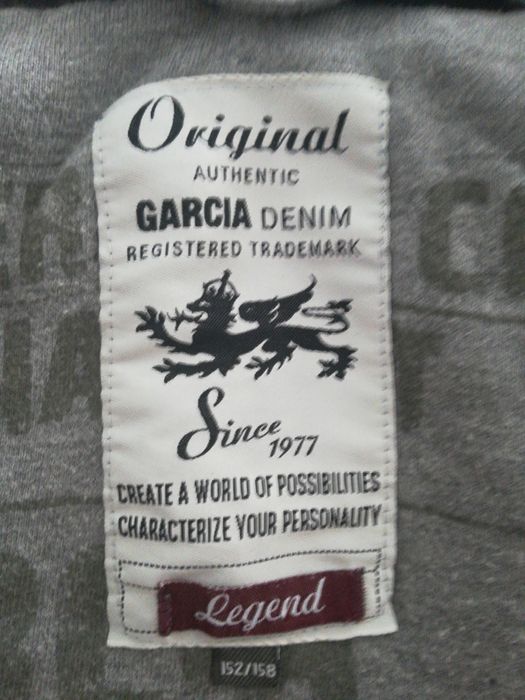 Original
AUTHENTIC
GARCIA DENIM
REGISTERED TRADEMARK
Since
1977
CREATE A WORLD OF POSSIBILITIES
CHARACTERIZE YOUR PERSONALITY
Legend
152/158